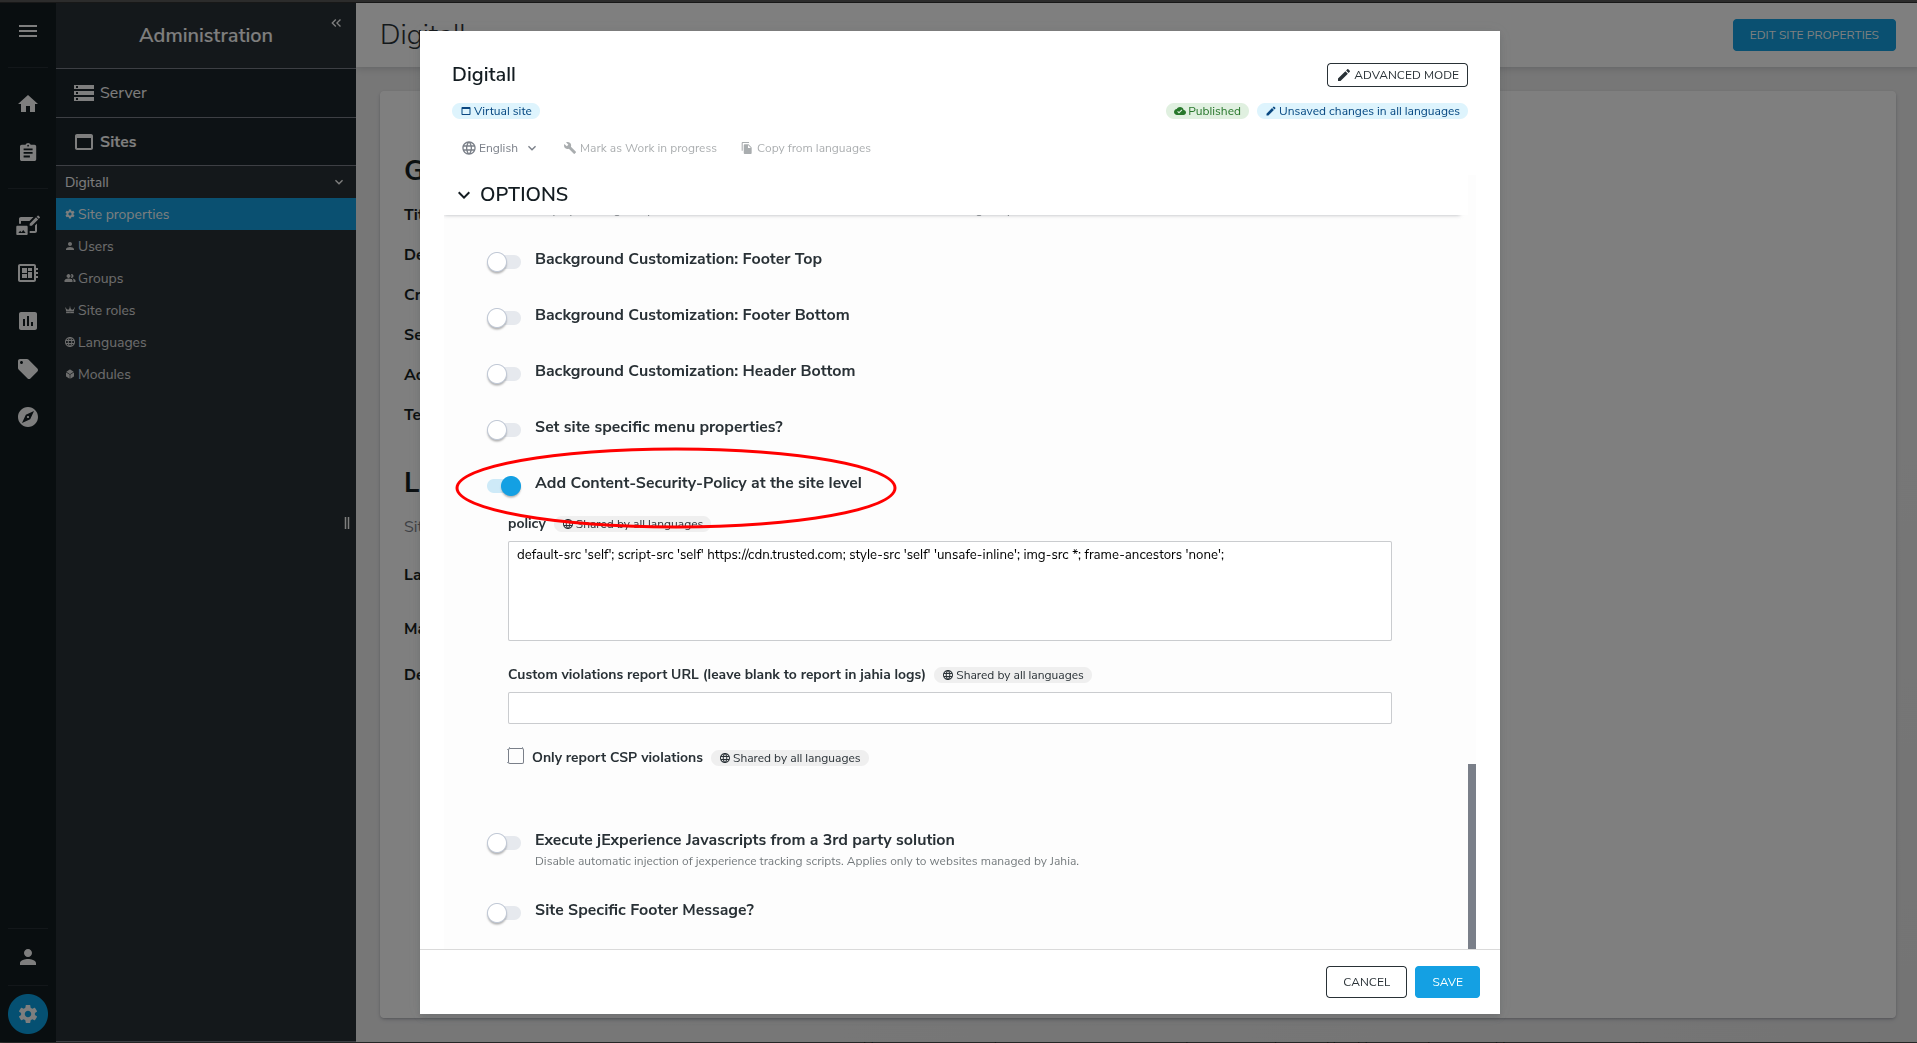 Administration
«
Digitall
EDIT SITE PROPERTIES
Server
Sites
Digitall
Site properties
Users
Groups
Site roles
Languages
Modules
Digitall
ADVANCED MODE
Virtual site
Published
Unsaved changes in all languages
English
Mark as Work in progress
Copy from languages
OPTIONS
Background Customization: Footer Top
Background Customization: Footer Bottom
Background Customization: Header Bottom
Set site specific menu properties?
Add Content-Security-Policy at the site level
policy Shared by all languages
default-src 'self'; script-src 'self' https://cdn.trusted.com; style-src 'self' 'unsafe-inline'; img-src *; frame-ancestors 'none';
Custom violations report URL (leave blank to report in jahia logs) Shared by all languages
Only report CSP violations Shared by all languages
Execute jExperience Javascripts from a 3rd party solution
Disable automatic injection of jexperience tracking scripts. Applies only to websites managed by Jahia.
Site Specific Footer Message?
CANCEL
SAVE